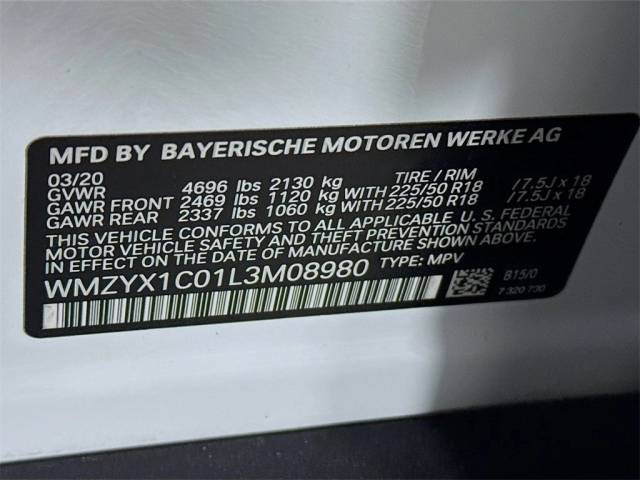 MFD BY BAYERISCHE MOTOREN WERKE AG
03/20 TIRE / RIM
GVWR 4696 lbs 2130 kg
GAWR FRONT 2469 lbs 1120 kg WITH 225/50 R18 /7.5J x 18
GAWR REAR 2337 lbs 1060 kg WITH 225/50 R18 /7.5J x 18
THIS VEHICLE CONFORMS TO ALL APPLICABLE U. S. FEDERAL
MOTOR VEHICLE SAFETY AND THEFT PREVENTION STANDARDS
IN EFFECT ON THE DATE OF MANUFACTURE SHOWN ABOVE.
WMZYX1C01L3M08980 TYPE: MPV
B15/0
7 320 730